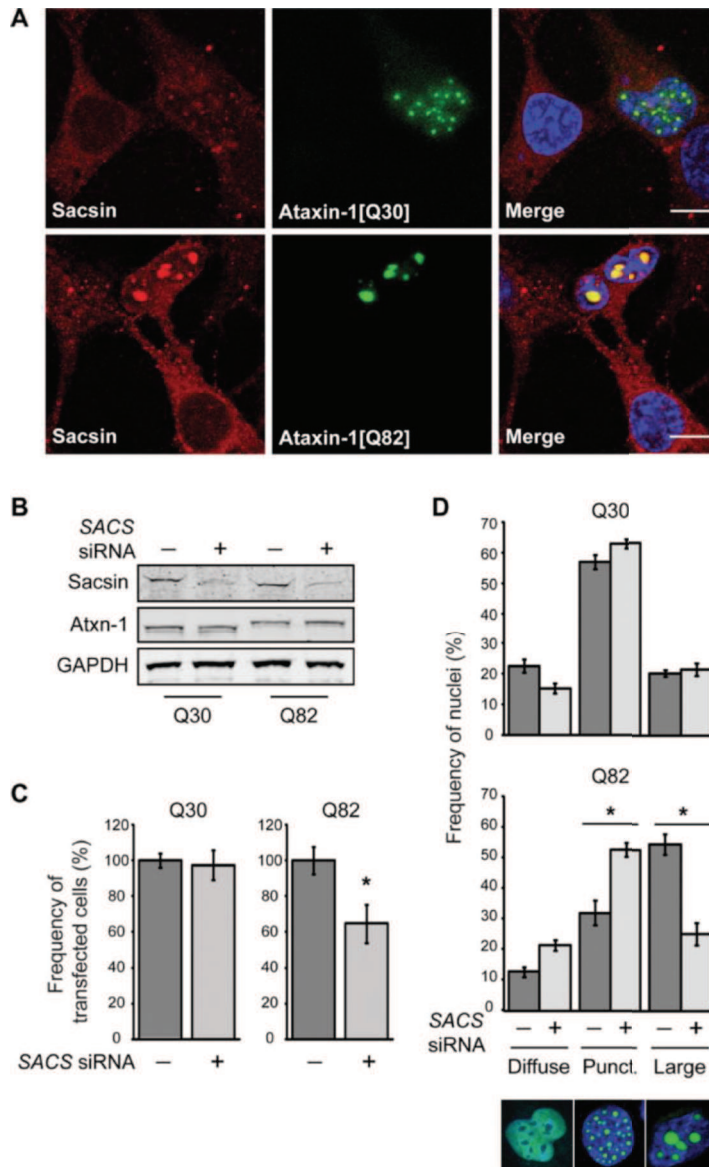 A
Sacsin
Ataxin-1[Q30]
Merge
Sacsin
Ataxin-1[Q82]
Merge
B
SACS
siRNA
– + – +
Sacsin
Atxn-1
GAPDH
Q30 Q82
C
Q30
Frequency of
transfected cells (%)
120
100
80
60
40
20
0
Q82
120
100
80
60
40
20
0
*
SACS siRNA – + – +
D
Frequency of nuclei (%)
Q30
70
60
50
40
30
20
10
0
Q82
70
60
50
40
30
20
10
0
* *
SACS
siRNA
– + – + – +
Diffuse Punct. Large